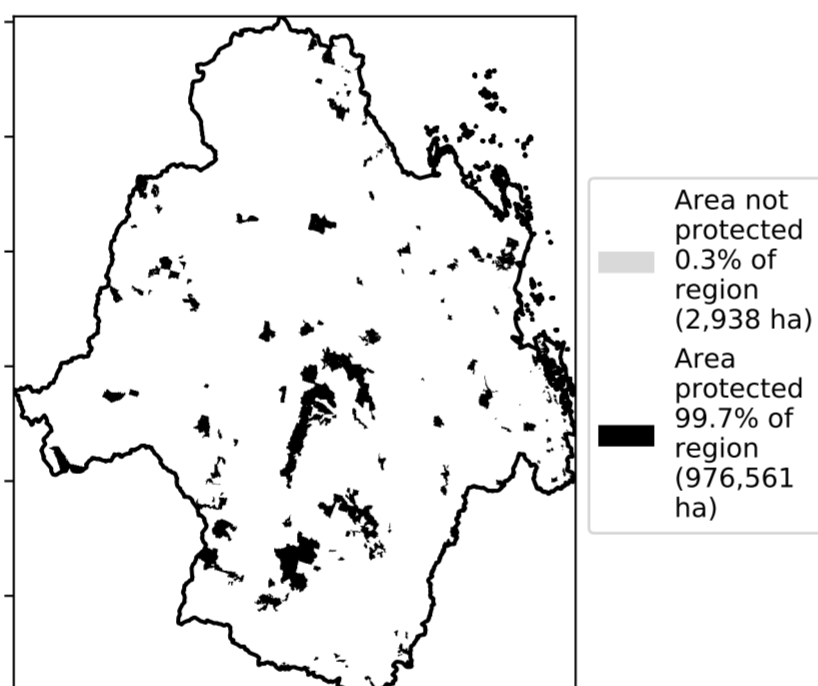 Area not
protected
0.3% of
region
(2,938 ha)
Area
protected
99.7% of
region
(976,561
ha)